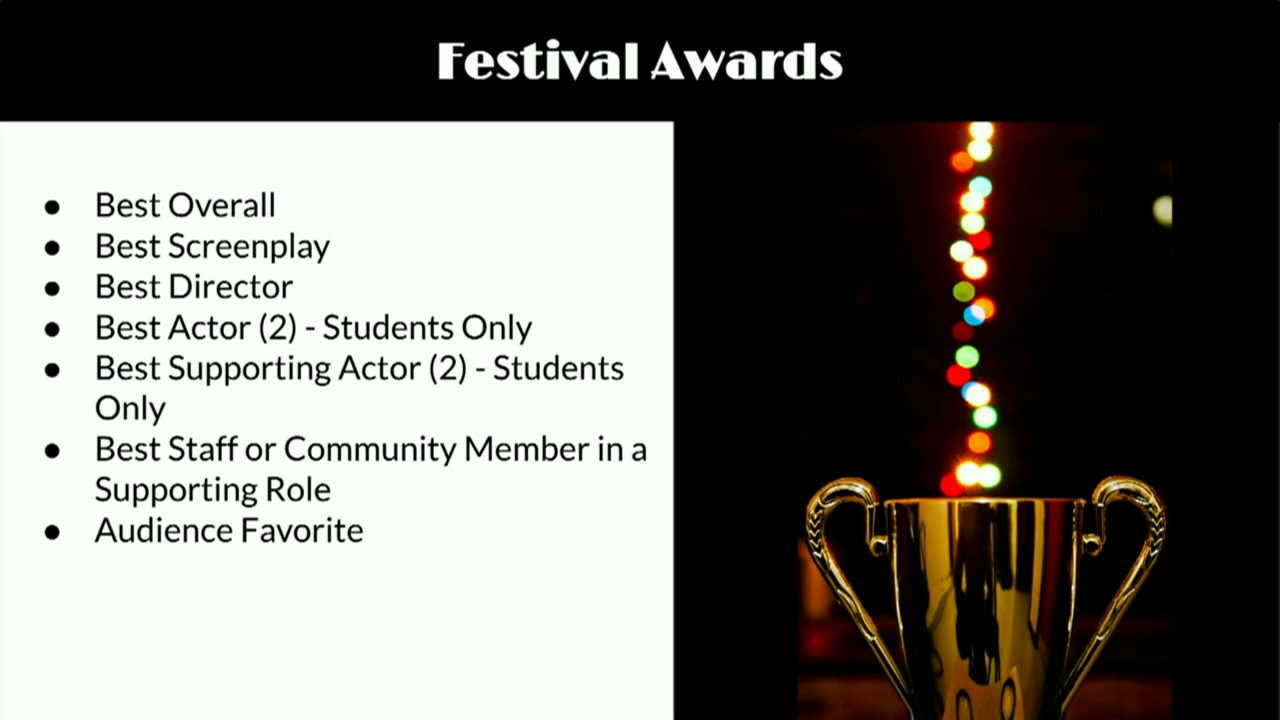 Festival Awards
● Best Overall
● Best Screenplay
● Best Director
● Best Actor (2) - Students Only
● Best Supporting Actor (2) - Students
Only
● Best Staff or Community Member in a
Supporting Role
● Audience Favorite